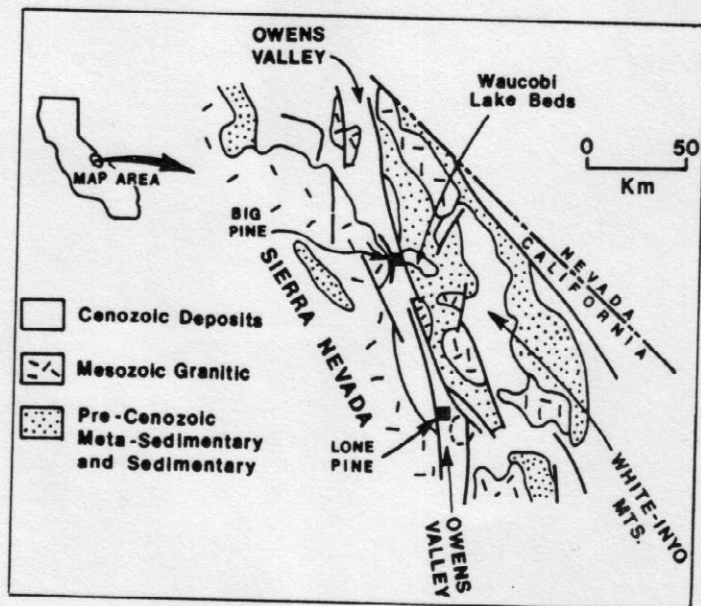 OWENS
VALLEY
Waucobi
Lake Beds
0 50
Km
MAP AREA
BIG
PINE
NEVADA
CALIFORNIA
SIERRA NEVADA
Cenozoic Deposits
Mesozoic Granitic
Pre-Cenozoic
Meta-Sedimentary
and Sedimentary
LONE
PINE
OWENS
VALLEY
WHITE-INYO
MTS.